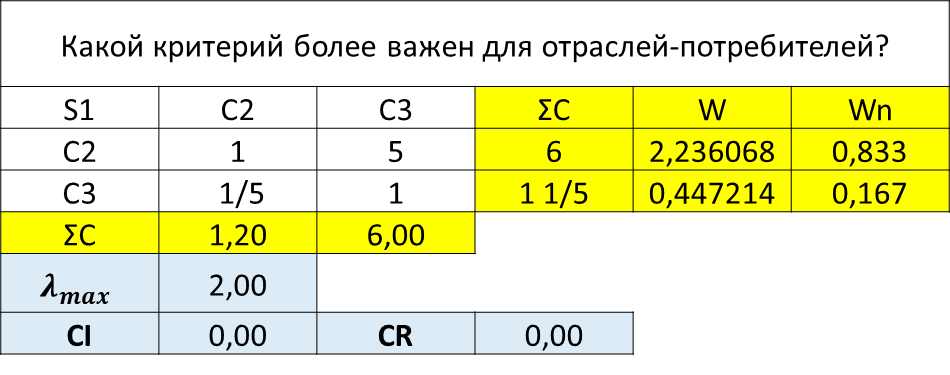 Какой критерий более важен для отраслей-потребителей?
S1 C2 C3 ΣC W Wn
C2 1 5 6 2,236068 0,833
C3 1/5 1 1 1/5 0,447214 0,167
ΣC 1,20 6,00
λmax 2,00
CI 0,00 CR 0,00